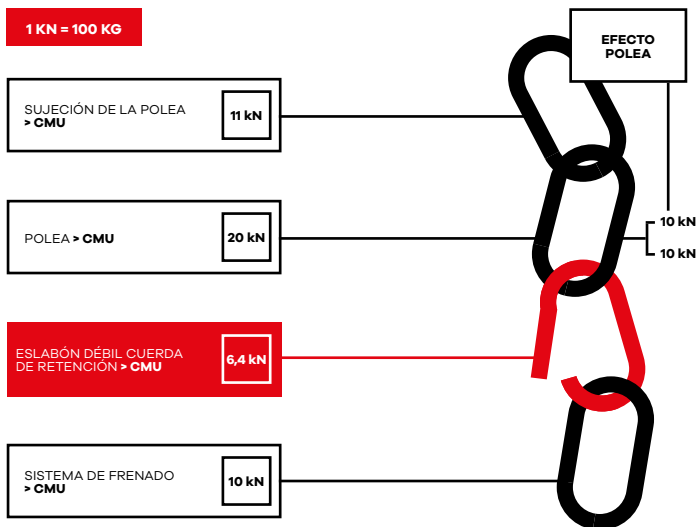 1 KN = 100 KG
EFECTO
POLEA
SUJECIÓN DE LA POLEA
> CMU
11 kN
POLEA > CMU
20 kN
10 kN
10 kN
ESLABÓN DÉBIL CUERDA
DE RETENCIÓN > CMU
6,4 kN
SISTEMA DE FRENADO
> CMU
10 kN